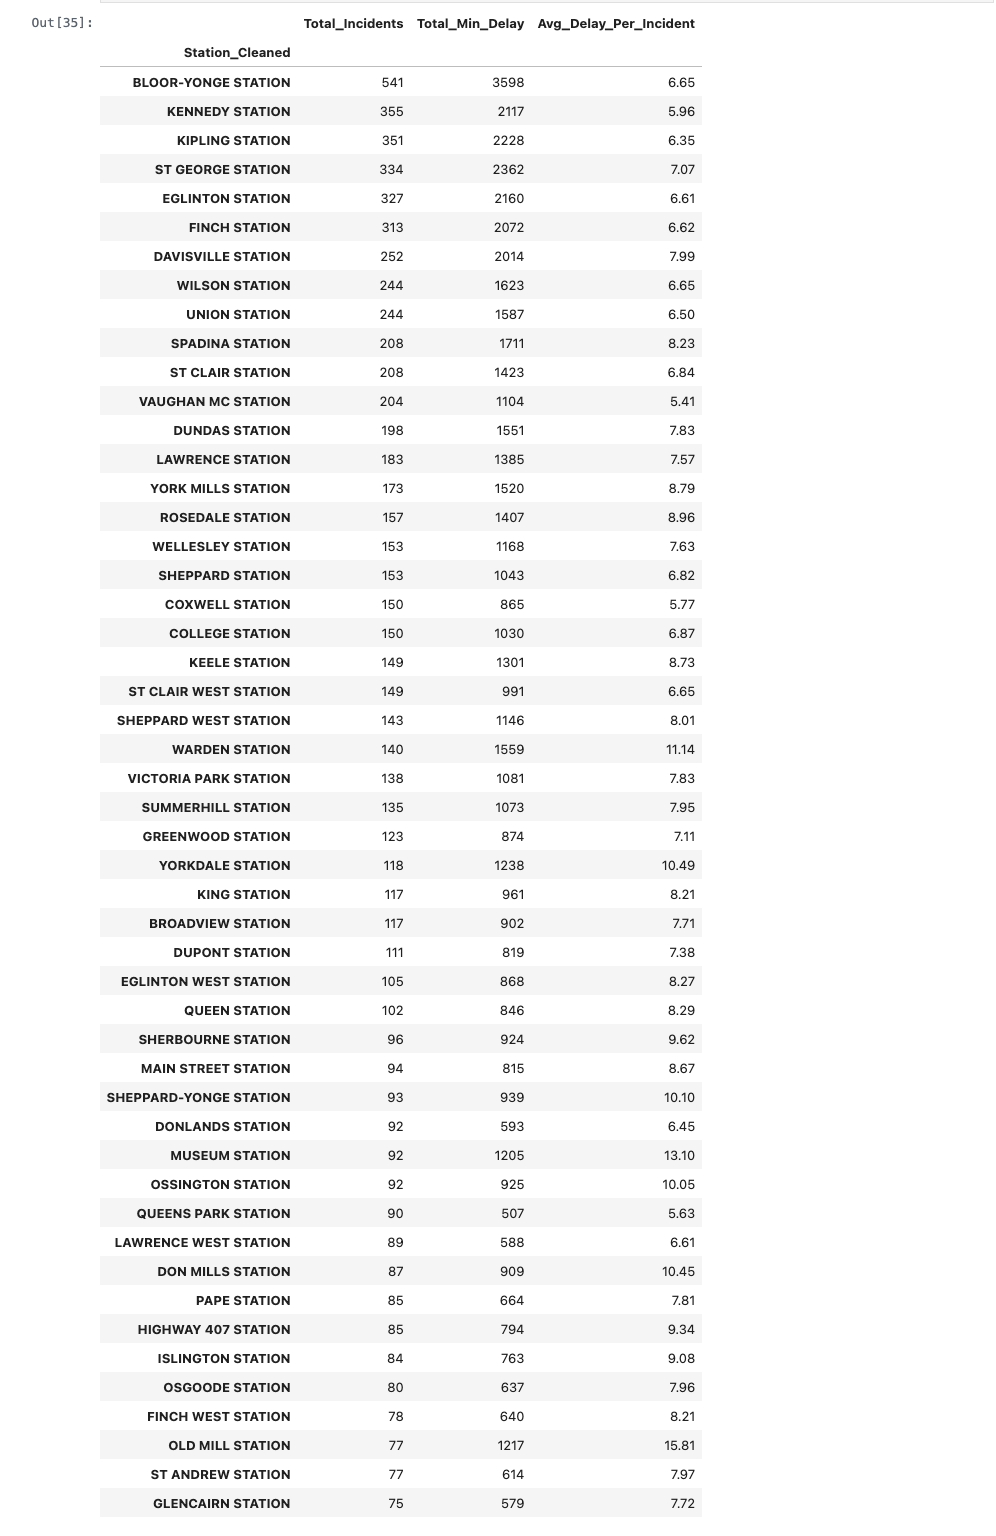 Out[35]:
Total_Incidents Total_Min_Delay Avg_Delay_Per_Incident
Station_Cleaned
BLOOR-YONGE STATION 541 3598 6.65
KENNEDY STATION 355 2117 5.96
KIPLING STATION 351 2228 6.35
ST GEORGE STATION 334 2362 7.07
EGLINTON STATION 327 2160 6.61
FINCH STATION 313 2072 6.62
DAVISVILLE STATION 252 2014 7.99
WILSON STATION 244 1623 6.65
UNION STATION 244 1587 6.50
SPADINA STATION 208 1711 8.23
ST CLAIR STATION 208 1423 6.84
VAUGHAN MC STATION 204 1104 5.41
DUNDAS STATION 198 1551 7.83
LAWRENCE STATION 183 1385 7.57
YORK MILLS STATION 173 1520 8.79
ROSEDALE STATION 157 1407 8.96
WELLESLEY STATION 153 1168 7.63
SHEPPARD STATION 153 1043 6.82
COXWELL STATION 150 865 5.77
COLLEGE STATION 150 1030 6.87
KEELE STATION 149 1301 8.73
ST CLAIR WEST STATION 149 991 6.65
SHEPPARD WEST STATION 143 1146 8.01
WARDEN STATION 140 1559 11.14
VICTORIA PARK STATION 138 1081 7.83
SUMMERHILL STATION 135 1073 7.95
GREENWOOD STATION 123 874 7.11
YORKDALE STATION 118 1238 10.49
KING STATION 117 961 8.21
BROADVIEW STATION 117 902 7.71
DUPONT STATION 111 819 7.38
EGLINTON WEST STATION 105 868 8.27
QUEEN STATION 102 846 8.29
SHERBOURNE STATION 96 924 9.62
MAIN STREET STATION 94 815 8.67
SHEPPARD-YONGE STATION 93 939 10.10
DONLANDS STATION 92 593 6.45
MUSEUM STATION 92 1205 13.10
OSSINGTON STATION 92 925 10.05
QUEENS PARK STATION 90 507 5.63
LAWRENCE WEST STATION 89 588 6.61
DON MILLS STATION 87 909 10.45
PAPE STATION 85 664 7.81
HIGHWAY 407 STATION 85 794 9.34
ISLINGTON STATION 84 763 9.08
OSGOODE STATION 80 637 7.96
FINCH WEST STATION 78 640 8.21
OLD MILL STATION 77 1217 15.81
ST ANDREW STATION 77 614 7.97
GLENCAIRN STATION 75 579 7.72